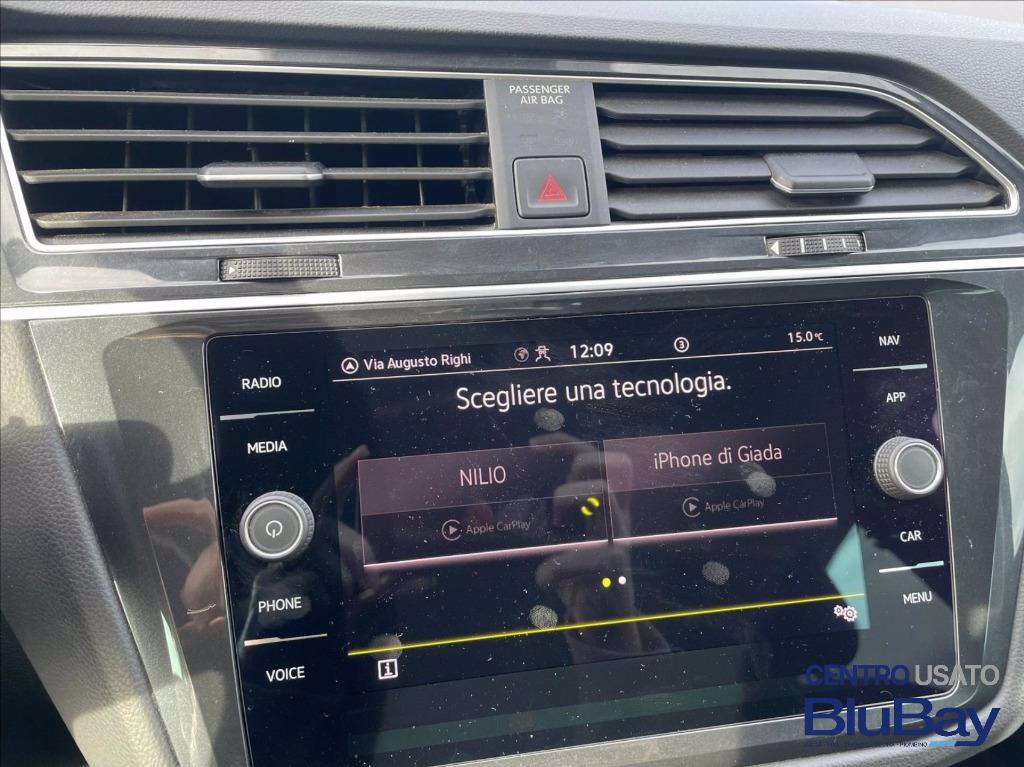 PASSENGER
AIR BAG
RADIO
MEDIA
PHONE
VOICE
Via Augusto Righi
12:09
3
15.0°C
Scegliere una tecnologia.
NILIO
Apple CarPlay
iPhone di Giada
Apple CarPlay
NAV
APP
CAR
MENU
CENTRO USATO
BluBay
PIOMBINO